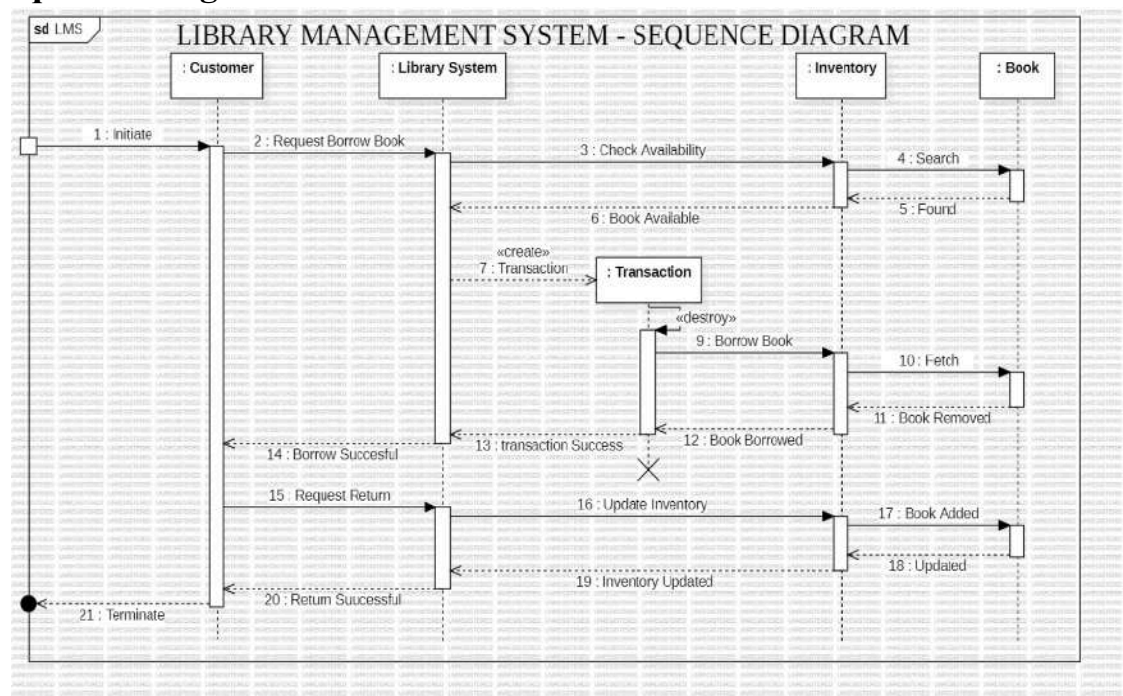 sd LMS
LIBRARY MANAGEMENT SYSTEM - SEQUENCE DIAGRAM
: Customer
: Library System
: Inventory
: Book
1 : Initiate
2 : Request Borrow Book
3 : Check Availability
4 : Search
5 : Found
6 : Book Available
«create»
7 : Transaction
: Transaction
«destroy»
9 : Borrow Book
10 : Fetch
11 : Book Removed
12 : Book Borrowed
13 : transaction Success
14 : Borrow Succesful
15 : Request Return
16 : Update Inventory
17 : Book Added
18 : Updated
19 : Inventory Updated
20 : Return Successful
21 : Terminate